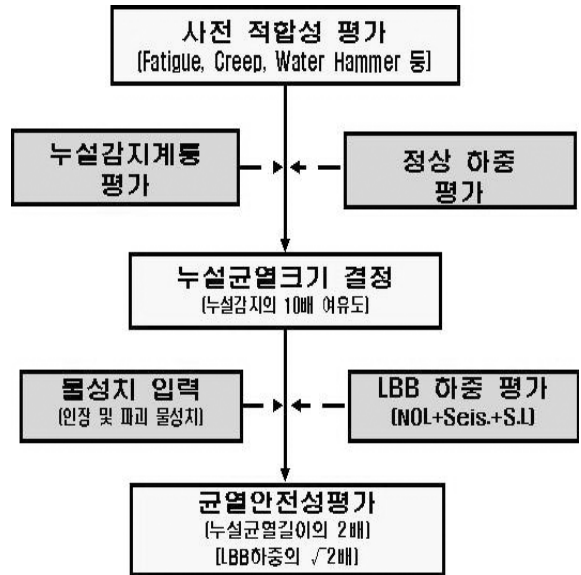 사전 적합성 평가
(Fatigue, Creep, Water Hammer 등)
누설감지계통
평가
정상 하중
평가
누설균열크기 결정
(누설감지의 10배 여유도)
물성치 입력
(인장 및 파괴 물성치)
LBB 하중 평가
(NOL+Seis.+S.L)
균열안전성평가
(누설균열길이의 2배)
[LBB하중의 √2배)